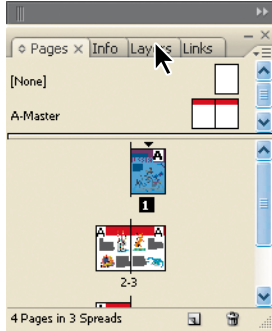 Pages × Info Layers Links
[None]
A-Master
A
1
A A
2-3
A
4 Pages in 3 Spreads